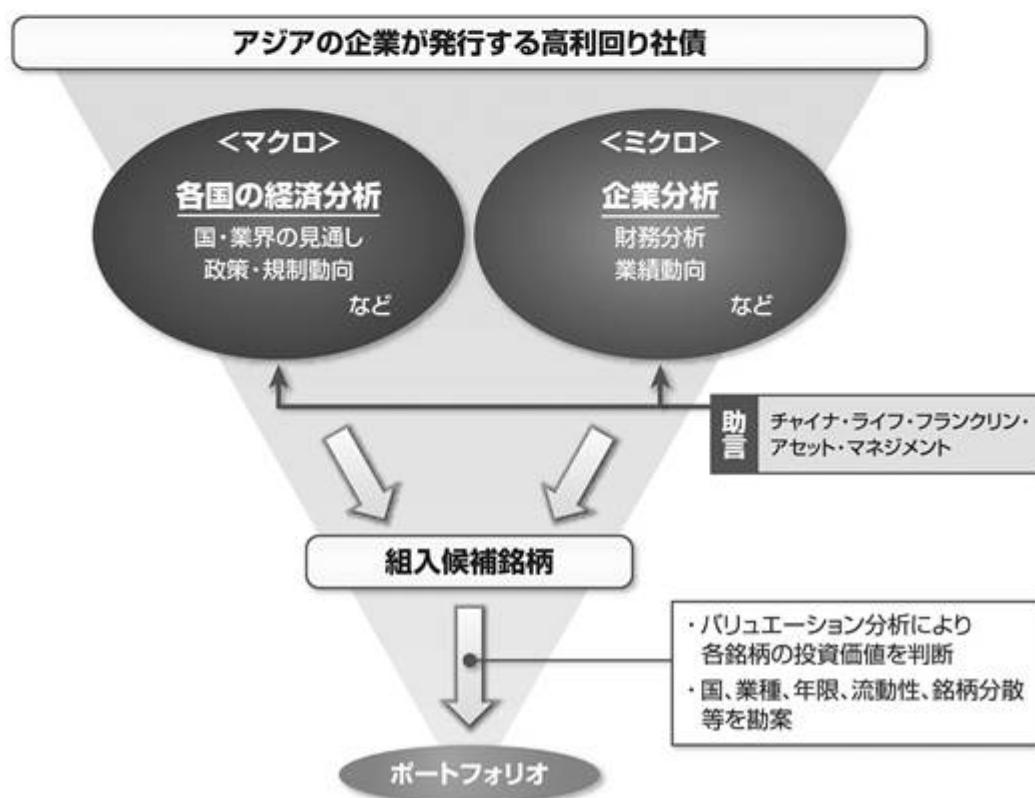 アジアの企業が発行する高利回り社債
<マクロ>
各国の経済分析
国・業界の見通し
政策・規制動向
など
<ミクロ>
企業分析
財務分析
業績動向
など
助言
チャイナ・ライフ・フランクリン・
アセット・マネジメント
組入候補銘柄
・バリュエーション分析により
各銘柄の投資価値を判断
・国、業種、年限、流動性、銘柄分散
等を勘案
ポートフォリオ